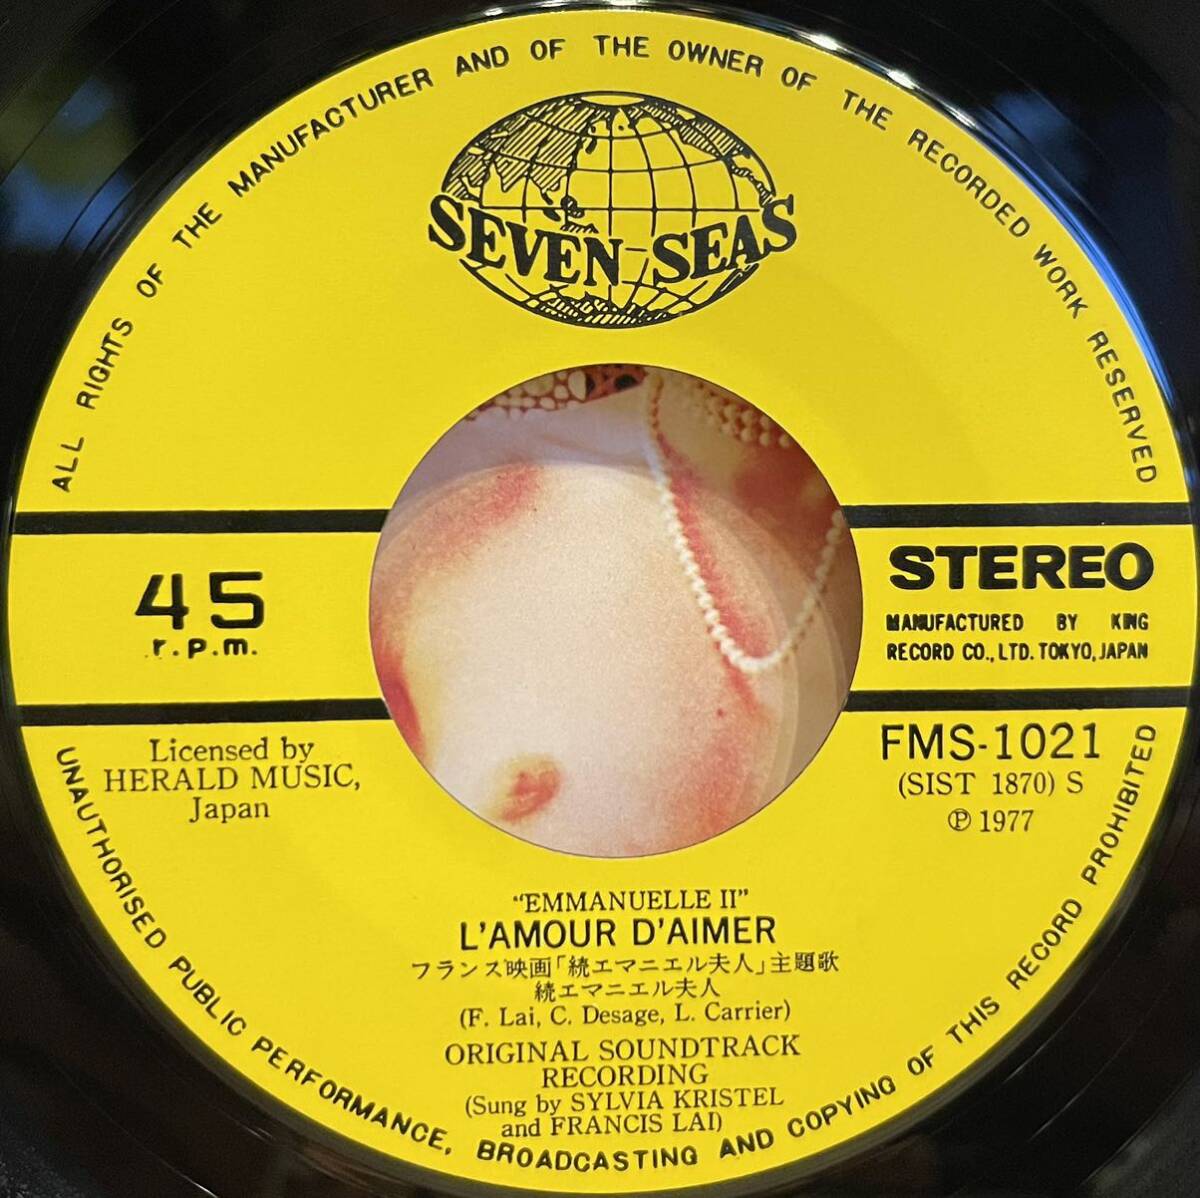 ALL RIGHTS OF THE MANUFACTURER AND OF THE OWNER OF THE RECORDED WORK RESERVED
SEVEN SEAS
45
r.p.m.
STEREO
MANUFACTURED BY KING
RECORD CO., LTD. TOKYO, JAPAN
Licensed by
HERALD MUSIC,
Japan
FMS-1021
(SIST 1870) S
Ⓟ 1977
"EMMANUELLE II"
L'AMOUR D'AIMER
フランス映画「続エマニエル夫人」主題歌
続エマニエル夫人
(F. Lai, C. Desage, L. Carrier)
ORIGINAL SOUNDTRACK
RECORDING
(Sung by SYLVIA KRISTEL
and FRANCIS LAI)
UNAUTHORISED PUBLIC PERFORMANCE, BROADCASTING AND COPYING OF THIS RECORD PROHIBITED